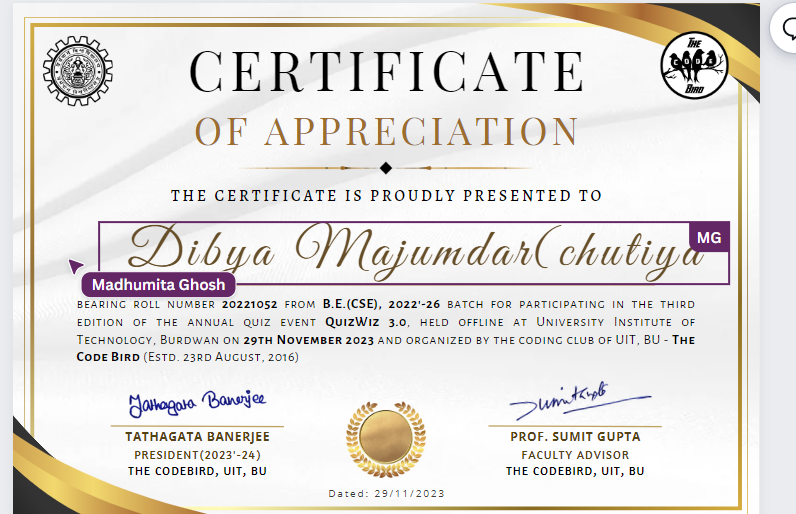 THE
CODE
BIRD
CERTIFICATE
OF APPRECIATION
THE CERTIFICATE IS PROUDLY PRESENTED TO
Dibya Majumdar(chutiya
MG
Madhumita Ghosh
BEARING ROLL NUMBER 20221052 FROM B.E.(CSE), 2022'-26 BATCH FOR PARTICIPATING IN THE THIRD
EDITION OF THE ANNUAL QUIZ EVENT QUIZWIZ 3.0, HELD OFFLINE AT UNIVERSITY INSTITUTE OF
TECHNOLOGY, BURDWAN ON 29TH NOVEMBER 2023 AND ORGANIZED BY THE CODING CLUB OF UIT, BU - THE
CODE BIRD (ESTD. 23RD AUGUST, 2016)
Tathagata Banerjee
Sumit Gupta
TATHAGATA BANERJEE
PROF. SUMIT GUPTA
PRESIDENT(2023'-24)
FACULTY ADVISOR
THE CODEBIRD, UIT, BU
THE CODEBIRD, UIT, BU
Dated: 29/11/2023